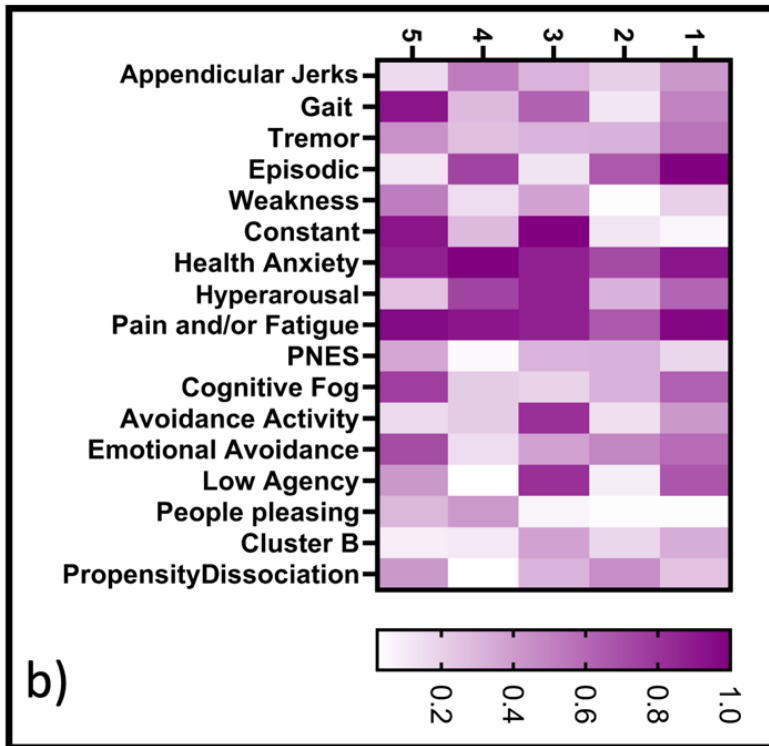 5 4 3 2 1
Appendicular Jerks
Gait
Tremor
Episodic
Weakness
Constant
Health Anxiety
Hyperarousal
Pain and/or Fatigue
PNES
Cognitive Fog
Avoidance Activity
Emotional Avoidance
Low Agency
People pleasing
Cluster B
PropensityDissociation
0.2 0.4 0.6 0.8 1.0
b)